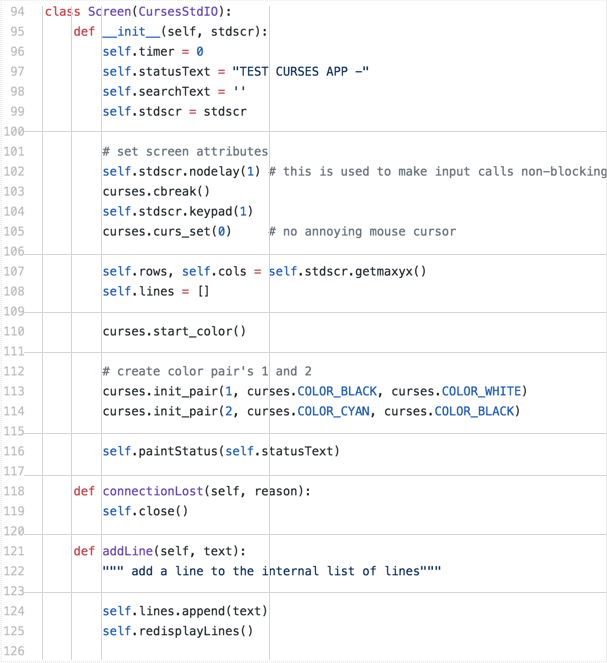 94 class Screen(CursesStdIO):
95     def __init__(self, stdscr):
96         self.timer = 0
97         self.statusText = "TEST CURSES APP -"
98         self.searchText = ''
99         self.stdscr = stdscr
100
101         # set screen attributes
102         self.stdscr.nodelay(1) # this is used to make input calls non-blocking
103         curses.cbreak()
104         self.stdscr.keypad(1)
105         curses.curs_set(0)     # no annoying mouse cursor
106
107         self.rows, self.cols = self.stdscr.getmaxyx()
108         self.lines = []
109
110         curses.start_color()
111
112         # create color pair's 1 and 2
113         curses.init_pair(1, curses.COLOR_BLACK, curses.COLOR_WHITE)
114         curses.init_pair(2, curses.COLOR_CYAN, curses.COLOR_BLACK)
115
116         self.paintStatus(self.statusText)
117
118     def connectionLost(self, reason):
119         self.close()
120
121     def addLine(self, text):
122         """ add a line to the internal list of lines"""
123
124         self.lines.append(text)
125         self.redisplayLines()
126